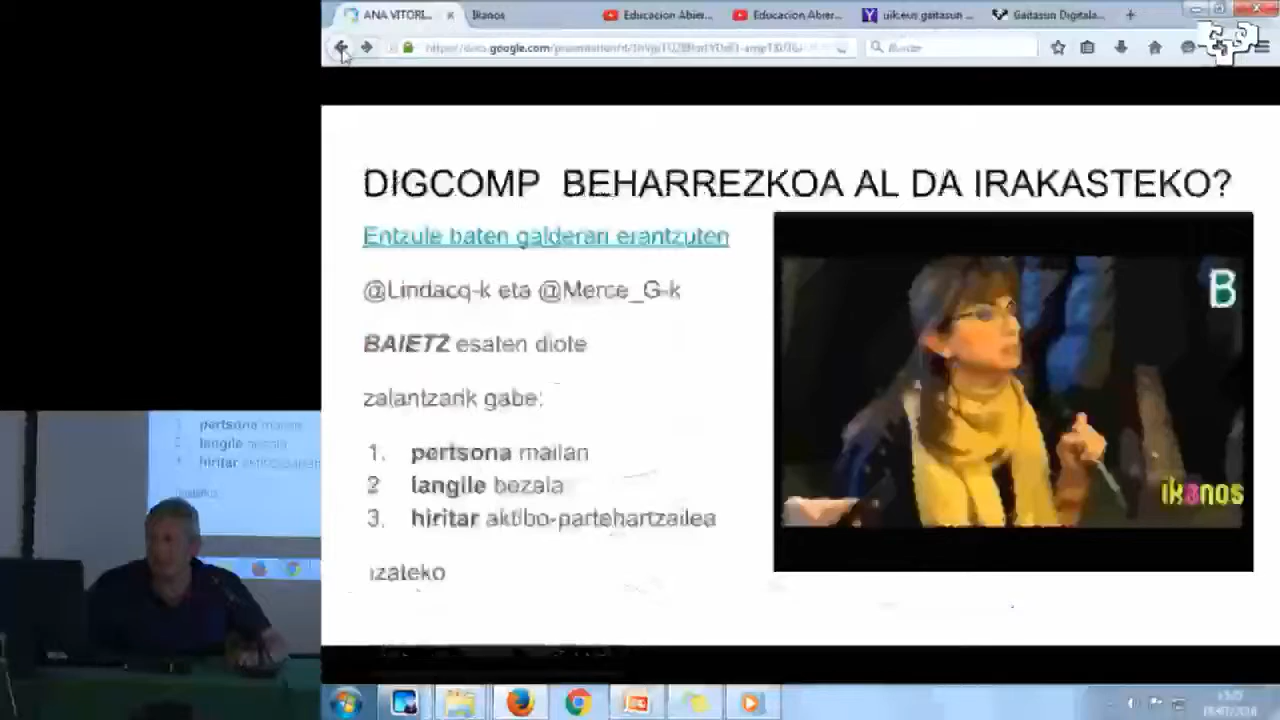 ANA VITORI...
Ikanos
Educacion Abier...
Educacion Abier...
uik.eus gaitasun ...
Gaitasun Digitala...
DIGCOMP BEHARREZKOA AL DA IRAKASTEKO?
Entzule baten galderari erantzuten
@Lindacq-k eta @Merce_G-k
BAIETZ esaten diote
zalantzarik gabe:
1. pertsona mailan
2 langile bezala
3. hiritar aktibo-partehartzailea
izateko
B
ikanos
pertsona mailan
langile bezala
hiritar